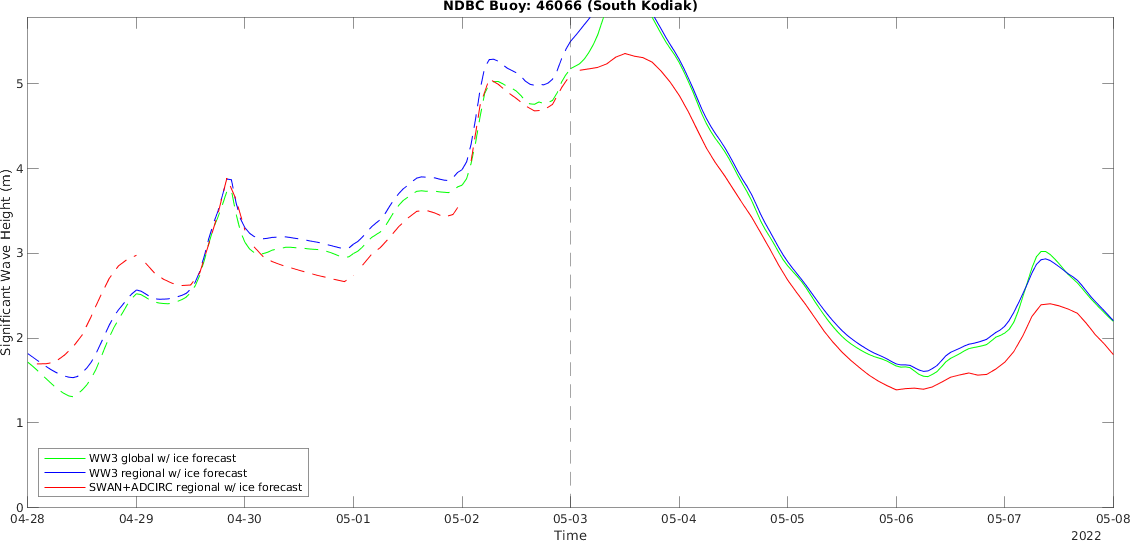 NDBC Buoy: 46066 (South Kodiak)
Significant Wave Height (m)
5
4
3
2
1
0
WW3 global w/ ice forecast
WW3 regional w/ ice forecast
SWAN+ADCIRC regional w/ ice forecast
04-28 04-29 04-30 05-01 05-02 05-03 05-04 05-05 05-06 05-07 05-08
Time 2022